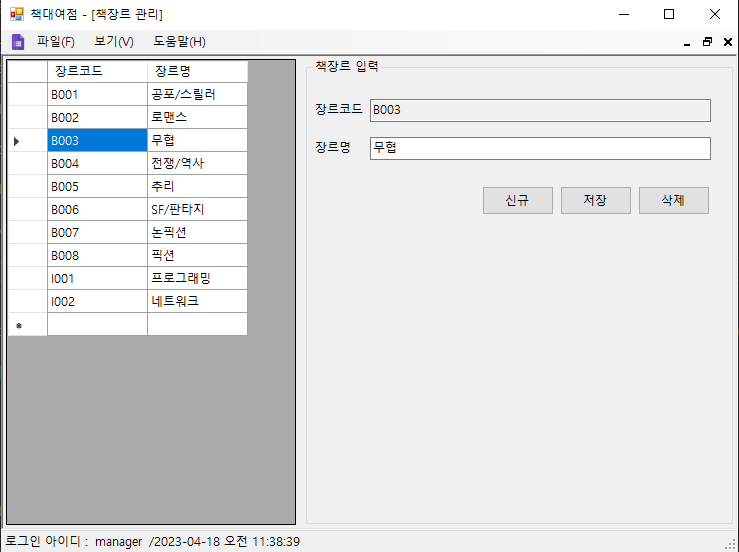 책대여점 - [책장르 관리]
파일(F) 보기(V) 도움말(H)
장르코드 장르명
B001 공포/스릴러
B002 로맨스
B003 무협
B004 전쟁/역사
B005 추리
B006 SF/판타지
B007 논픽션
B008 픽션
I001 프로그래밍
I002 네트워크
책장르 입력
장르코드 B003
장르명 무협
신규 저장 삭제
로그인 아이디 : manager /2023-04-18 오전 11:38:39